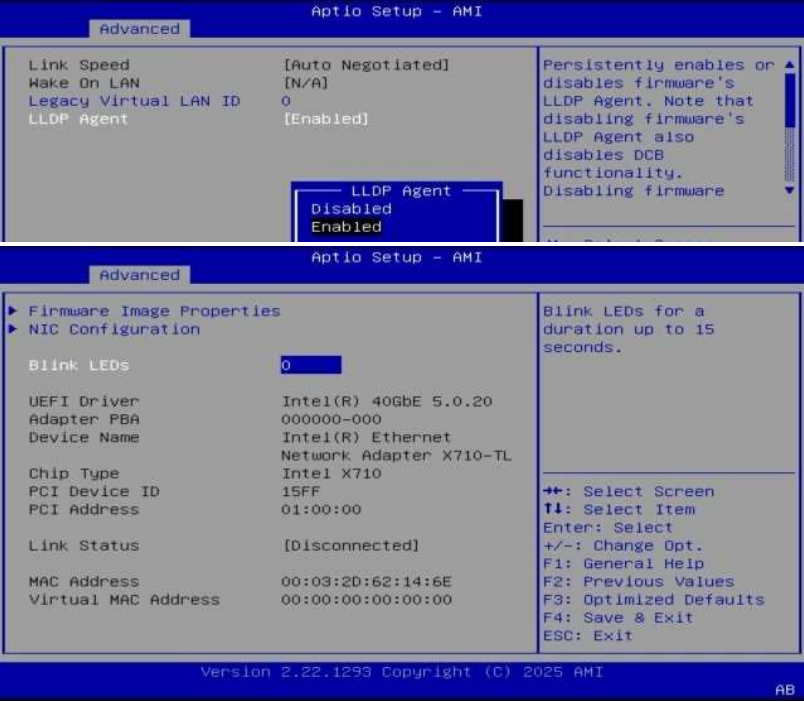 Aptio Setup – AMI
Advanced
Link Speed [Auto Negotiated]
Wake On LAN [N/A]
Legacy Virtual LAN ID 0
LLDP Agent [Enabled]
Persistently enables or
disables firmware's
LLDP Agent. Note that
disabling firmware's
LLDP Agent also
disables DCB
functionality.
Disabling firmware
LLDP Agent
Disabled
Enabled
Aptio Setup – AMI
Advanced
Firmware Image Properties
NIC Configuration
Blink LEDs 0
UEFI Driver Intel(R) 40GbE 5.0.20
Adapter PBA 000000-000
Device Name Intel(R) Ethernet
Network Adapter X710-TL
Chip Type Intel X710
PCI Device ID 15FF
PCI Address 01:00:00
Link Status [Disconnected]
MAC Address 00:03:2D:62:14:6E
Virtual MAC Address 00:00:00:00:00:00
Blink LEDs for a
duration up to 15
seconds.
→←: Select Screen
↑↓: Select Item
Enter: Select
+/-: Change Opt.
F1: General Help
F2: Previous Values
F3: Optimized Defaults
F4: Save & Exit
ESC: Exit
Version 2.22.1293 Copyright (C) 2025 AMI
AB